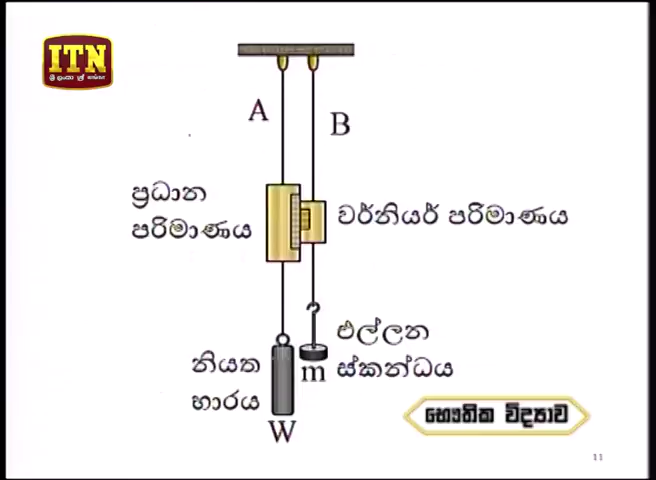 ITN
A
B
ප්‍රධාන
පරිමාණය
වර්නියර් පරිමාණය
එල්ලන
ස්කන්ධය
m
නියත
භාරය
W
භෞතික විද්‍යාව
11